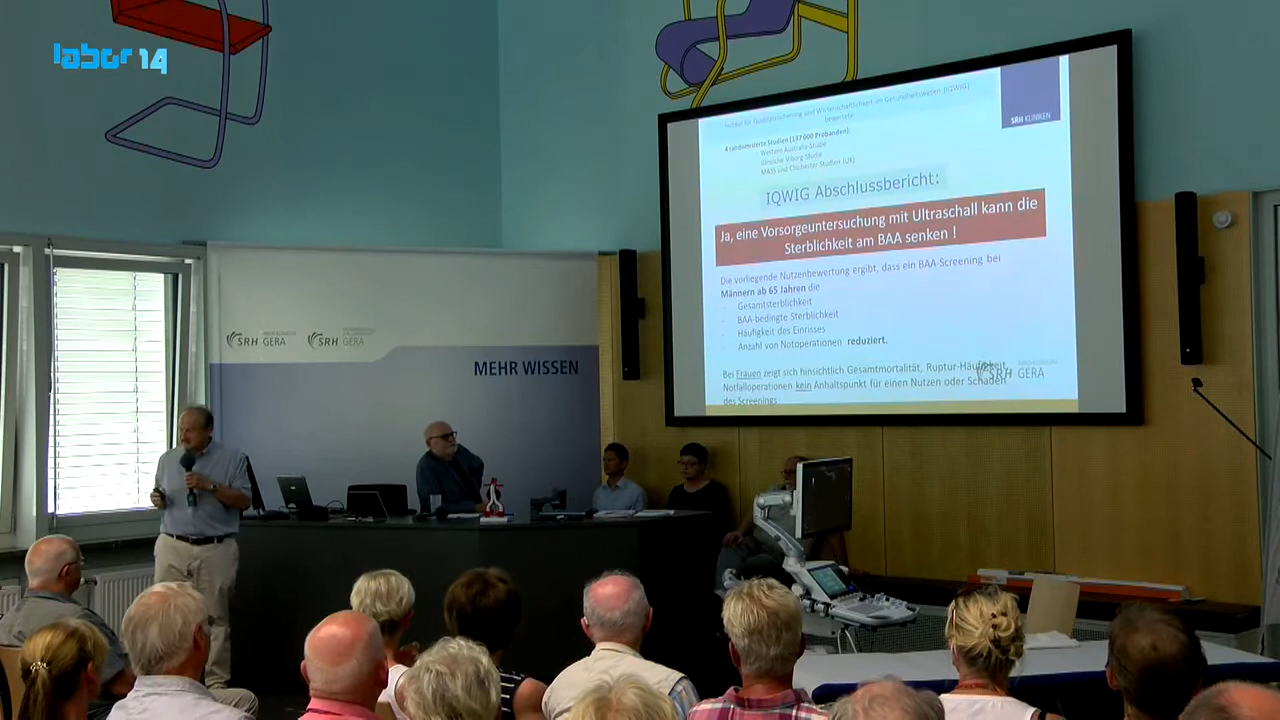 labor 14
Institut für Qualitätssicherung und Wissenschaftlichkeit im Gesundheitswesen (IQWIG)
bewertete
SRH KLINIKEN
4 randomisierte Studien (137 000 Probanden):
Western Australia-Studie
dänische Viborg-Studie
MASS und Chichester Studien (UK)
IQWIG Abschlussbericht:
Ja, eine Vorsorgeuntersuchung mit Ultraschall kann die
Sterblichkeit am BAA senken !
Die vorliegende Nutzenbewertung ergibt, dass ein BAA-Screening bei
Männern ab 65 Jahren die
- Gesamtsterblichkeit
- BAA-bedingte Sterblichkeit
- Häufigkeit des Einrisses
- Anzahl von Notoperationen reduziert.
Bei Frauen zeigt sich hinsichtlich Gesamtmortalität, Ruptur-Häufigkeit
Notfalloperationen kein Anhaltspunkt für einen Nutzen oder Schaden
des Screenings
SRH GERA
SRH GERA
SRH GERA
MEHR WISSEN